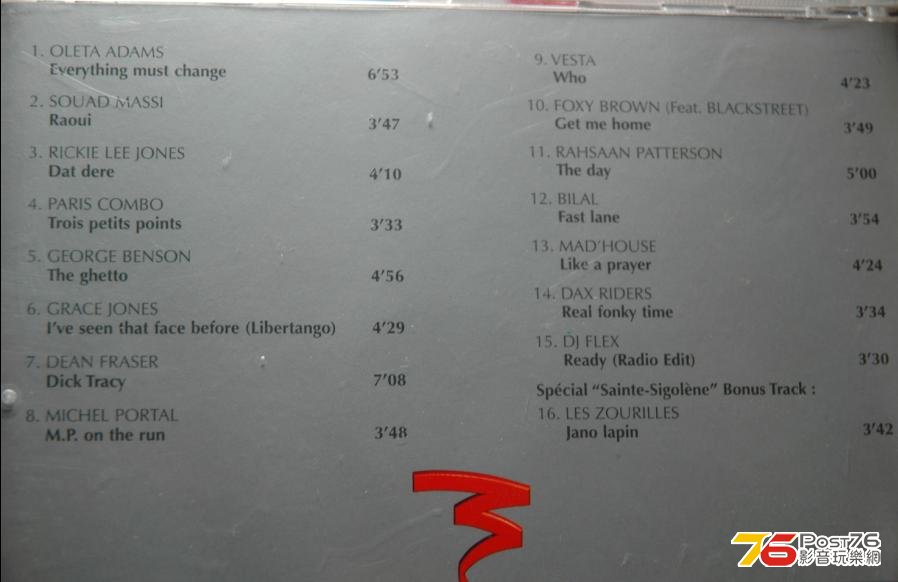 1. OLETA ADAMS
Everything must change 6'53
2. SOUAD MASSI
Raoui 3'47
3. RICKIE LEE JONES
Dat dere 4'10
4. PARIS COMBO
Trois petits points 3'33
5. GEORGE BENSON
The ghetto 4'56
6. GRACE JONES
I've seen that face before (Libertango) 4'29
7. DEAN FRASER
Dick Tracy 7'08
8. MICHEL PORTAL
M.P. on the run 3'48
9. VESTA
Who 4'23
10. FOXY BROWN (Feat. BLACKSTREET)
Get me home 3'49
11. RAHSAAN PATTERSON
The day 5'00
12. BILAL
Fast lane 3'54
13. MAD'HOUSE
Like a prayer 4'24
14. DAX RIDERS
Real fonky time 3'34
15. DJ FLEX
Ready (Radio Edit) 3'30
Spécial "Sainte-Sigolène" Bonus Track :
16. LES ZOURILLES
Jano lapin 3'42
76 Post76
影音玩樂網